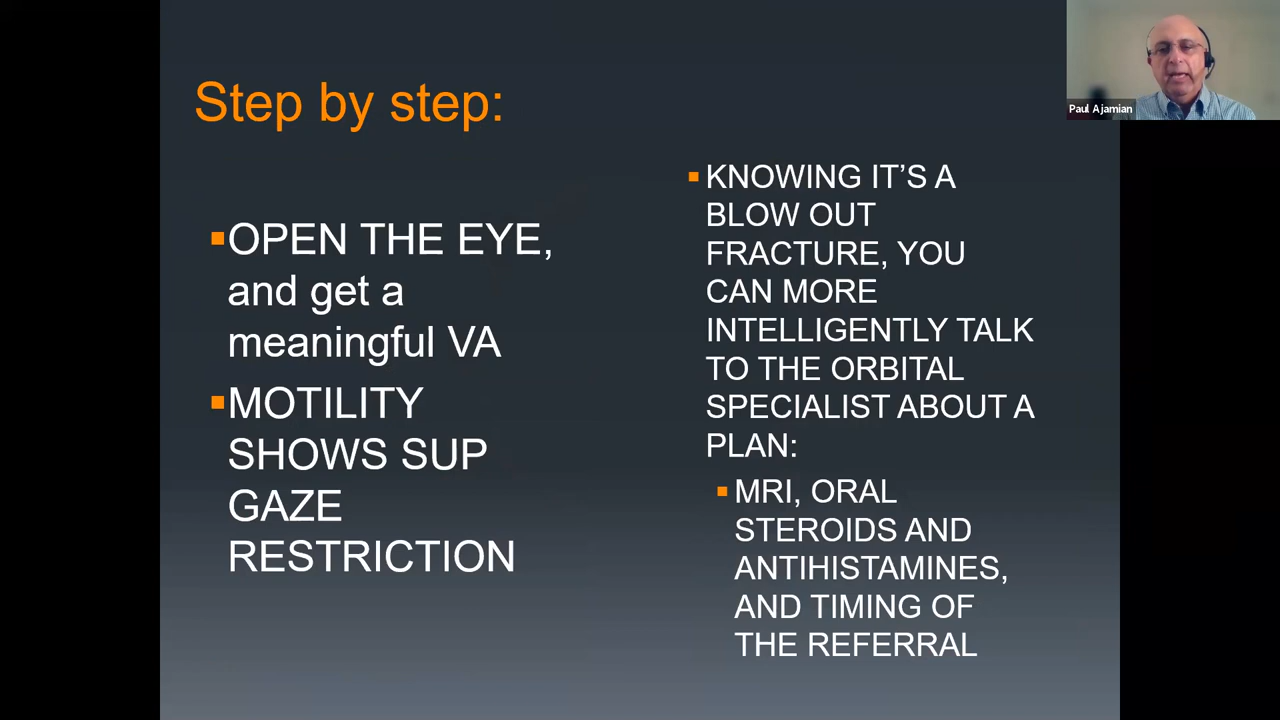 Step by step:
OPEN THE EYE,
and get a
meaningful VA
MOTILITY
SHOWS SUP
GAZE
RESTRICTION
KNOWING IT’S A
BLOW OUT
FRACTURE, YOU
CAN MORE
INTELLIGENTLY TALK
TO THE ORBITAL
SPECIALIST ABOUT A
PLAN:
MRI, ORAL
STEROIDS AND
ANTIHISTAMINES,
AND TIMING OF
THE REFERRAL
Paul Ajamian